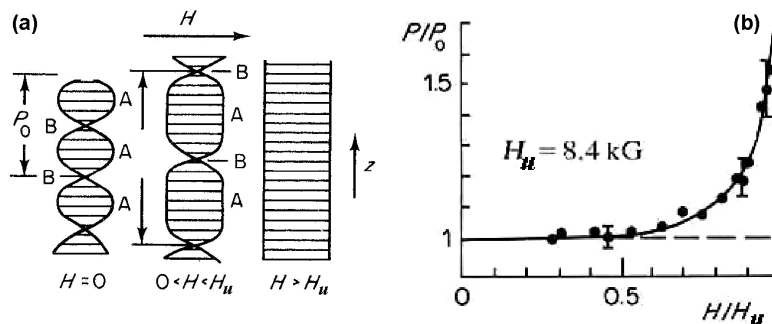 (a)
H
P₀
B
B
A
A
B
B
A
A
z
H = 0
0 < H < Hᵤ
H > Hᵤ
(b)
P/P₀
1.5
Hᵤ = 8.4 kG
1
0
0.5
H/Hᵤ